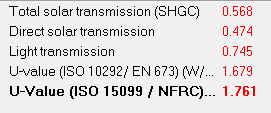 Total solar transmission (SHGC) 0.568
Direct solar transmission 0.474
Light transmission 0.745
U-value (ISO 10292/ EN 673) (W/... 1.679
U-Value (ISO 15099 / NFRC)... 1.761